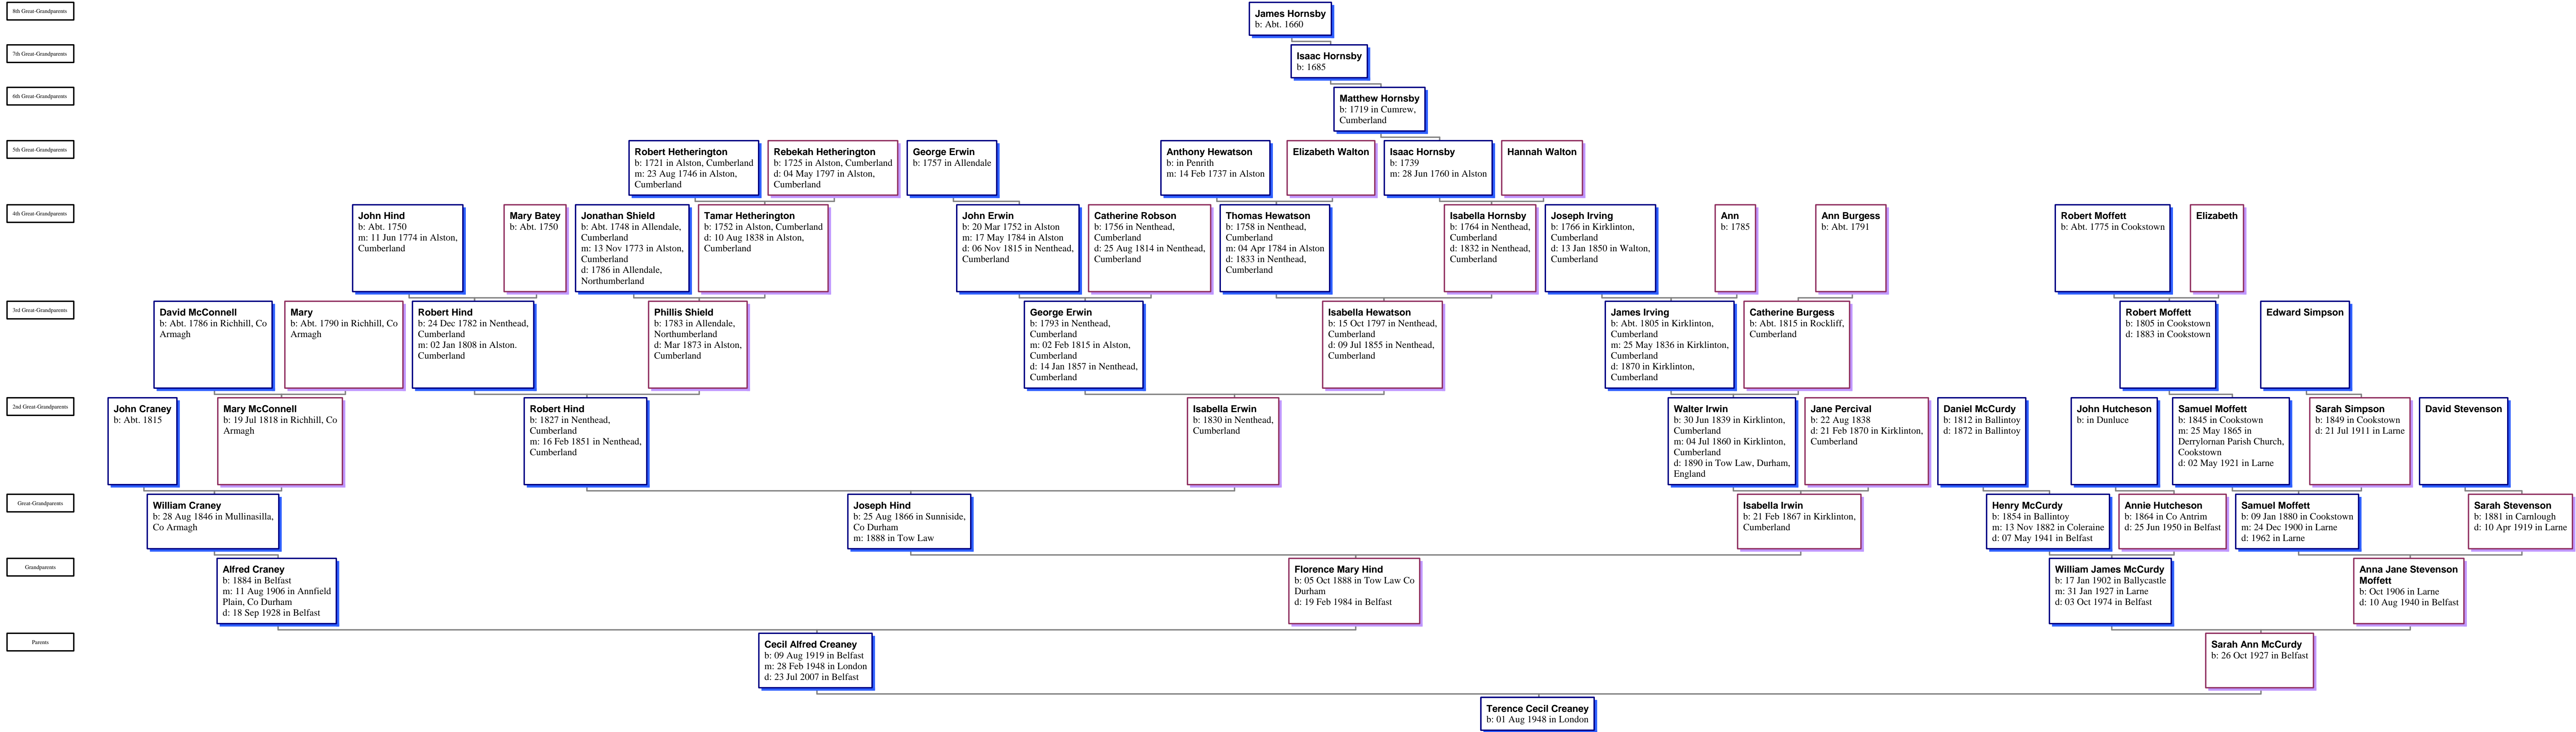 8th Great-Grandparents
James Hornsby
b: Abt. 1660
7th Great-Grandparents
Isaac Hornsby
b: 1685
6th Great-Grandparents
Matthew Hornsby
b: 1719 in Cumrew,
Cumberland
5th Great-Grandparents
Robert Hetherington
b: 1721 in Alston, Cumberland
m: 23 Aug 1746 in Alston,
Cumberland
Rebekah Hetherington
b: 1725 in Alston, Cumberland
d: 04 May 1797 in Alston,
Cumberland
George Erwin
b: 1757 in Allendale
Anthony Hewatson
b: in Penrith
m: 14 Feb 1737 in Alston
Elizabeth Walton
Isaac Hornsby
b: 1739
m: 28 Jun 1760 in Alston
Hannah Walton
4th Great-Grandparents
John Hind
b: Abt. 1750
m: 11 Jun 1774 in Alston,
Cumberland
Mary Batey
b: Abt. 1750
Jonathan Shield
b: Abt. 1748 in Allendale,
Cumberland
m: 13 Nov 1773 in Alston,
Cumberland
d: 1786 in Allendale,
Northumberland
Tamar Hetherington
b: 1752 in Alston, Cumberland
d: 10 Aug 1838 in Alston,
Cumberland
John Erwin
b: 20 Mar 1752 in Alston
m: 17 May 1784 in Alston
d: 06 Nov 1815 in Nenthead,
Cumberland
Catherine Robson
b: 1756 in Nenthead,
Cumberland
d: 25 Aug 1814 in Nenthead,
Cumberland
Thomas Hewatson
b: 1758 in Nenthead,
Cumberland
m: 04 Apr 1784 in Alston
d: 1833 in Nenthead,
Cumberland
Isabella Hornsby
b: 1764 in Nenthead,
Cumberland
d: 1832 in Nenthead,
Cumberland
Joseph Irving
b: 1766 in Kirklinton,
Cumberland
d: 13 Jan 1850 in Walton,
Cumberland
Ann
b: 1785
Ann Burgess
b: Abt. 1791
Robert Moffett
b: Abt. 1775 in Cookstown
Elizabeth
3rd Great-Grandparents
David McConnell
b: Abt. 1786 in Richhill, Co
Armagh
Mary
b: Abt. 1790 in Richhill, Co
Armagh
Robert Hind
b: 24 Dec 1782 in Nenthead,
Cumberland
m: 02 Jan 1808 in Alston.
Cumberland
Phillis Shield
b: 1783 in Allendale,
Northumberland
d: Mar 1873 in Alston,
Cumberland
George Erwin
b: 1793 in Nenthead,
Cumberland
m: 02 Feb 1815 in Alston,
Cumberland
d: 14 Jan 1857 in Nenthead,
Cumberland
Isabella Hewatson
b: 15 Oct 1797 in Nenthead,
Cumberland
d: 09 Jul 1855 in Nenthead,
Cumberland
James Irving
b: Abt. 1805 in Kirklinton,
Cumberland
m: 25 May 1836 in Kirklinton,
Cumberland
d: 1870 in Kirklinton,
Cumberland
Catherine Burgess
b: Abt. 1815 in Rockliff,
Cumberland
Robert Moffett
b: 1805 in Cookstown
d: 1883 in Cookstown
Edward Simpson
2nd Great-Grandparents
John Craney
b: Abt. 1815
Mary McConnell
b: 19 Jul 1818 in Richhill, Co
Armagh
Robert Hind
b: 1827 in Nenthead,
Cumberland
m: 16 Feb 1851 in Nenthead,
Cumberland
Isabella Erwin
b: 1830 in Nenthead,
Cumberland
Walter Irwin
b: 30 Jun 1839 in Kirklinton,
Cumberland
m: 04 Jul 1860 in Kirklinton,
Cumberland
d: 1890 in Tow Law, Durham,
England
Jane Percival
b: 22 Aug 1838
d: 21 Feb 1870 in Kirklinton,
Cumberland
Daniel McCurdy
b: 1812 in Ballintoy
d: 1872 in Ballintoy
John Hutcheson
b: in Dunluce
Samuel Moffett
b: 1845 in Cookstown
m: 25 May 1865 in
Derrylornan Parish Church,
Cookstown
d: 02 May 1921 in Larne
Sarah Simpson
b: 1849 in Cookstown
d: 21 Jul 1911 in Larne
David Stevenson
Great-Grandparents
William Craney
b: 28 Aug 1846 in Mullinasilla,
Co Armagh
Joseph Hind
b: 25 Aug 1866 in Sunniside,
Co Durham
m: 1888 in Tow Law
Isabella Irwin
b: 21 Feb 1867 in Kirklinton,
Cumberland
Henry McCurdy
b: 1854 in Ballintoy
m: 13 Nov 1882 in Coleraine
d: 07 May 1941 in Belfast
Annie Hutcheson
b: 1864 in Co Antrim
d: 25 Jun 1950 in Belfast
Samuel Moffett
b: 09 Jan 1880 in Cookstown
m: 24 Dec 1900 in Larne
d: 1962 in Larne
Sarah Stevenson
b: 1881 in Carnlough
d: 10 Apr 1919 in Larne
Grandparents
Alfred Craney
b: 1884 in Belfast
m: 11 Aug 1906 in Annfield
Plain, Co Durham
d: 18 Sep 1928 in Belfast
Florence Mary Hind
b: 05 Oct 1888 in Tow Law Co
Durham
d: 19 Feb 1984 in Belfast
William James McCurdy
b: 17 Jan 1902 in Ballycastle
m: 31 Jan 1927 in Larne
d: 03 Oct 1974 in Belfast
Anna Jane Stevenson
Moffett
b: Oct 1906 in Larne
d: 10 Aug 1940 in Belfast
Parents
Cecil Alfred Creaney
b: 09 Aug 1919 in Belfast
m: 28 Feb 1948 in London
d: 23 Jul 2007 in Belfast
Sarah Ann McCurdy
b: 26 Oct 1927 in Belfast
Terence Cecil Creaney
b: 01 Aug 1948 in London